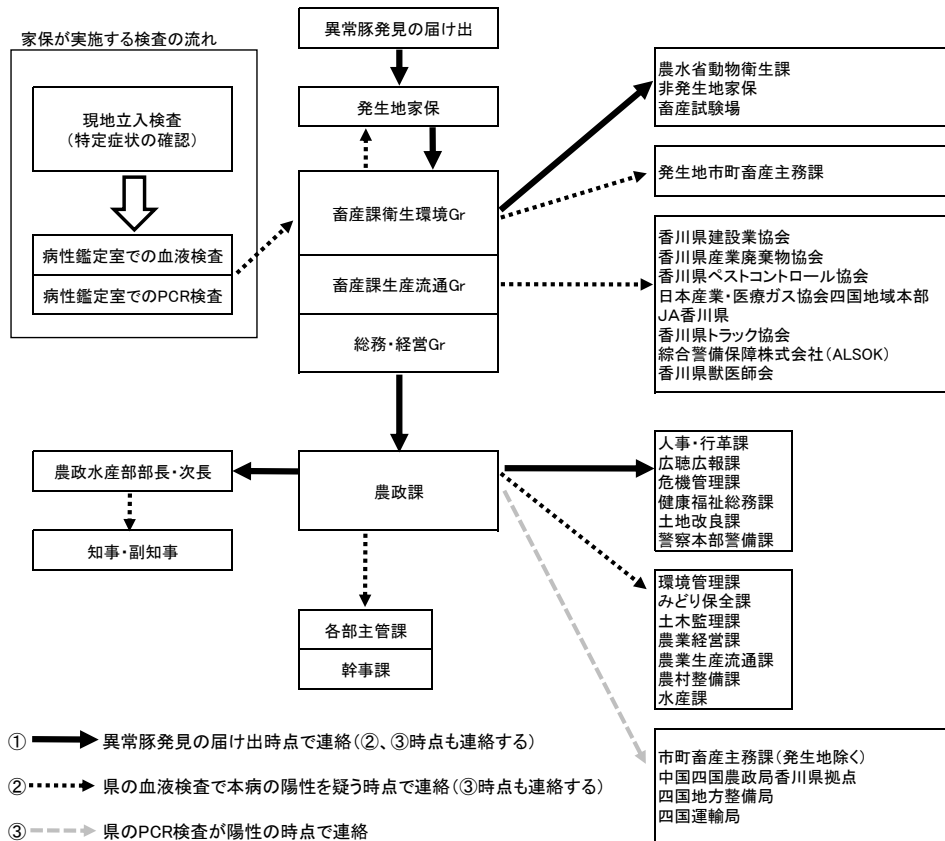 異常豚発見の届け出
家保が実施する検査の流れ
発生地家保
現地立入検査
(特定症状の確認)
病性鑑定室での血液検査
病性鑑定室でのPCR検査
畜産課衛生環境Gr
畜産課生産流通Gr
総務・経営Gr
農水省動物衛生課
非発生地家保
畜産試験場
発生地市町畜産主務課
香川県建設業協会
香川県産業廃棄物協会
香川県ペストコントロール協会
日本産業・医療ガス協会四国地域本部
JA香川県
香川県トラック協会
綜合警備保障株式会社(ALSOK)
香川県獣医師会
農政水産部部長・次長
知事・副知事
農政課
各部主管課
幹事課
人事・行革課
広聴広報課
危機管理課
健康福祉総務課
土地改良課
警察本部警備課
環境管理課
みどり保全課
土木監理課
農業経営課
農業生産流通課
農村整備課
水産課
市町畜産主務課(発生地除く)
中国四国農政局香川県拠点
四国地方整備局
四国運輸局
① 異常豚発見の届け出時点で連絡(②、③時点も連絡する)
② 県の血液検査で本病の陽性を疑う時点で連絡(③時点も連絡する)
③ 県のPCR検査が陽性の時点で連絡